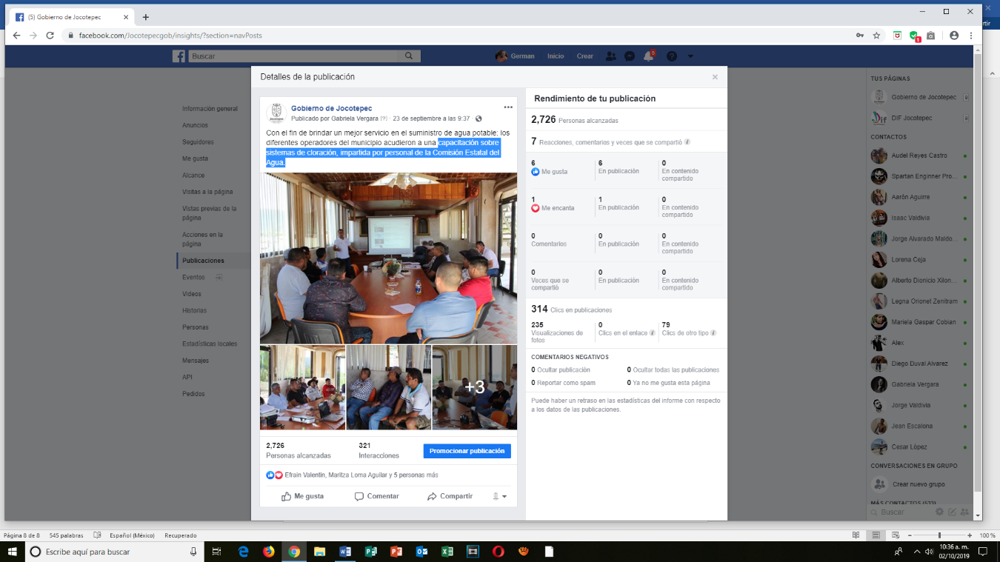 (5) Gobierno de Jocotepec
facebook.com/Jocotepecgob/insights/?section=navPosts
1
rtir
Buscar
German
Inicio
Crear
Detalles de la publicación
Información general
Anuncios
Seguidores
Me gusta
Alcance
Visitas a la página
Vistas previas de la
página
Acciones en la
página
Publicaciones
Eventos
Videos
Historias
Personas
Estadísticas locales
Mensajes
API
Pedidos
Gobierno de Jocotepec
Publicado por Gabriela Vergara [?] · 23 de septiembre a las 9:37 ·
Con el fin de brindar un mejor servicio en el suministro de agua potable; los
diferentes operadores del municipio acudieron a una capacitación sobre
sistemas de cloración, impartida por personal de la Comisión Estatal del
Agua.
+3
2,726
Personas alcanzadas
321
Interacciones
Promocionar publicación
Efrain Valentin, Maritza Loma Aguilar y 5 personas más
Me gusta
Comentar
Compartir
Rendimiento de tu publicación
2,726 Personas alcanzadas
7 Reacciones, comentarios y veces que se compartió
6
Me gusta
6
En publicación
0
En contenido
compartido
1
Me encanta
1
En publicación
0
En contenido
compartido
0
Comentarios
0
En publicación
0
En contenido
compartido
0
Veces que se
compartió
0
En publicación
0
En contenido
compartido
314 Clics en publicaciones
235
Visualizaciones de
fotos
0
Clics en el enlace
79
Clics de otro tipo
COMENTARIOS NEGATIVOS
0 Ocultar publicación
0 Ocultar todas las publicaciones
0 Reportar como spam
0 Ya no me gusta esta página
Puede haber un retraso en las estadísticas del informe con respecto
a los datos de las publicaciones.
TUS PÁGINAS
Gobierno de Jocotepec
DIF Jocotepec
CONTACTOS
Audel Reyes Castro
Spartan Enginner Pro...
Aarón Aguirre
Isaac Valdivia
Jorge Alvarado Maldo...
Lorena Ceja
Alberto Dionicio Xilon...
Legna Ononet Zenitram
Mariela Gaspar Cobian
Alex
Diego Duval Alvarez
Gabriela Vergara
Jorge Valdivia
Jean Escalona
Cesar López
CONVERSACIONES EN GRUPO
Crear nuevo grupo
MÁS CONTACTOS (533)
Buscar
Página 8 de 8
545 palabras
Español (México)
Recuperado
100 %
Escribe aquí para buscar
10:36 a. m.
02/10/2019